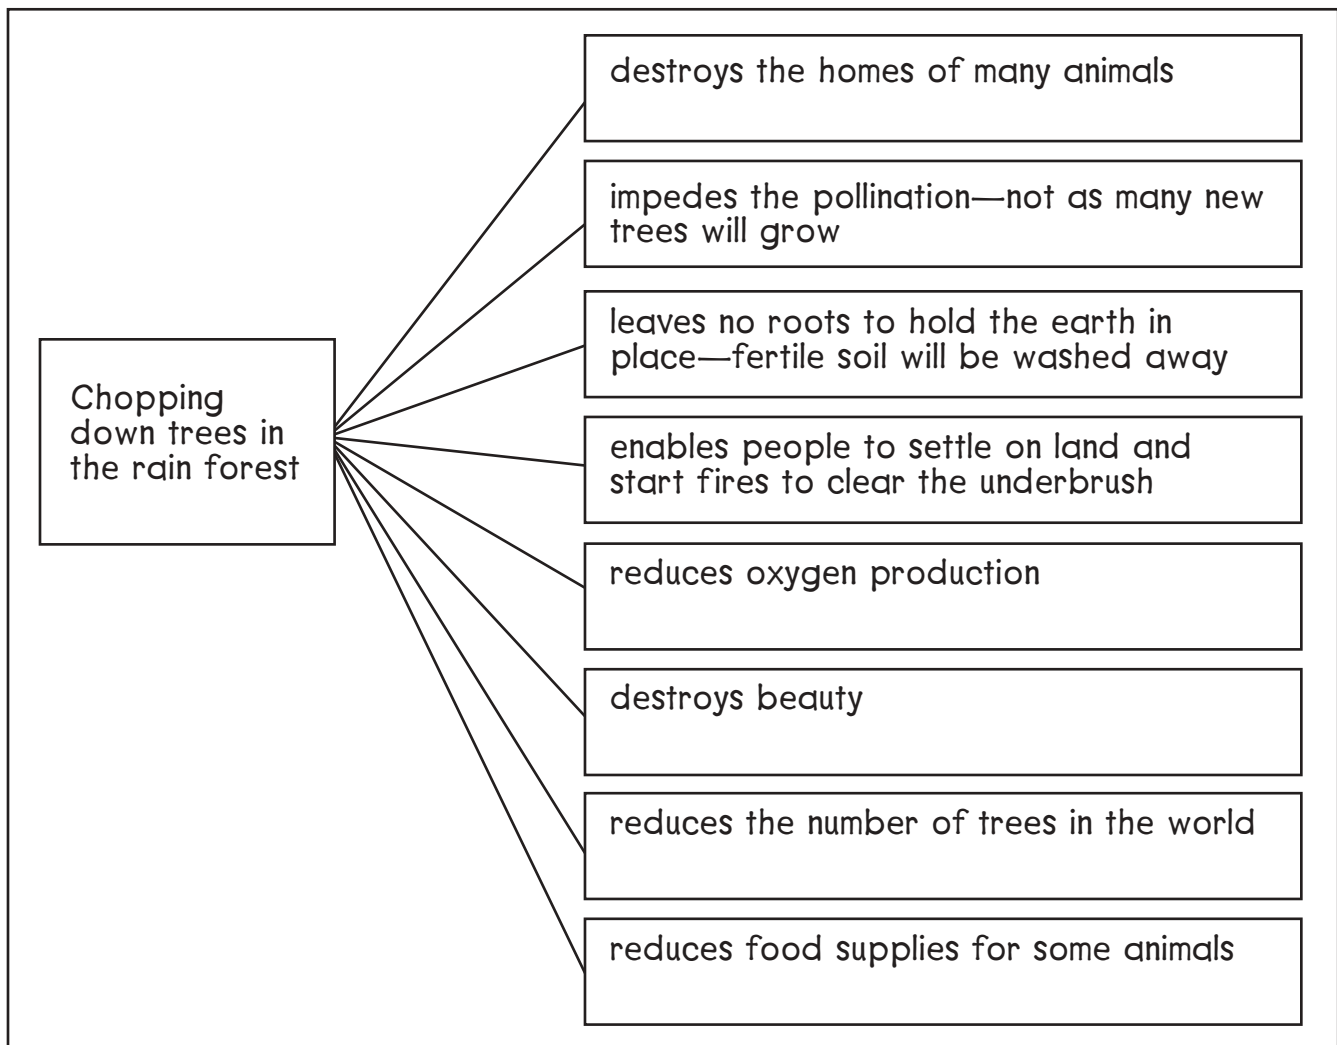 Chopping
down trees in
the rain forest
destroys the homes of many animals
impedes the pollination—not as many new
trees will grow
leaves no roots to hold the earth in
place—fertile soil will be washed away
enables people to settle on land and
start fires to clear the underbrush
reduces oxygen production
destroys beauty
reduces the number of trees in the world
reduces food supplies for some animals